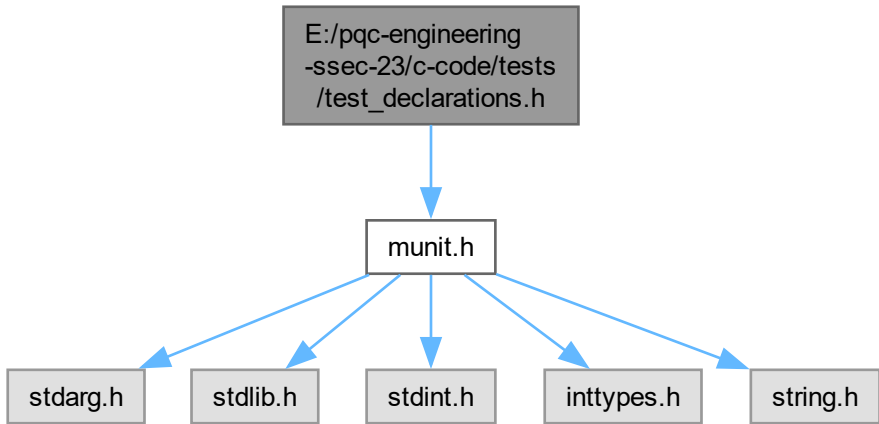 E:/pqc-engineering
-ssec-23/c-code/tests
/test_declarations.h
munit.h
stdarg.h
stdlib.h
stdint.h
inttypes.h
string.h